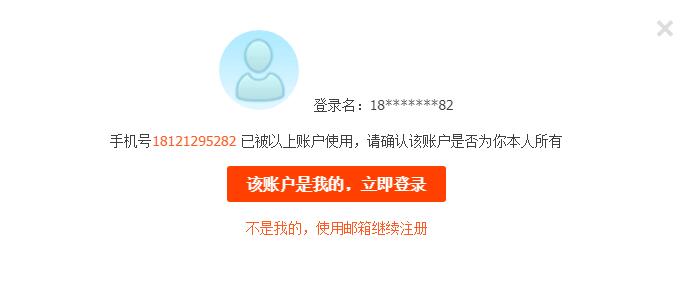 登录名：18*******82
手机号18121295282 已被以上账户使用，请确认该账户是否为你本人所有
该账户是我的，立即登录
不是我的，使用邮箱继续注册